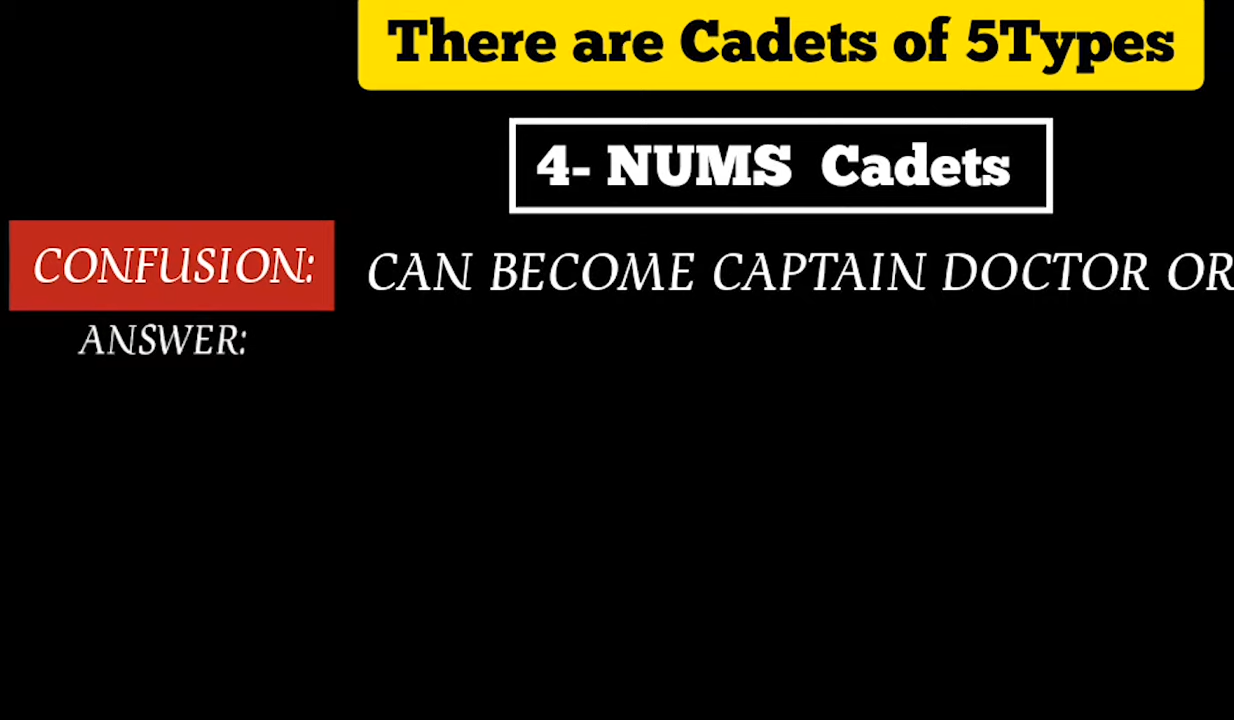 There are Cadets of 5Types
4- NUMS Cadets
CONFUSION: CAN BECOME CAPTAIN DOCTOR OR
ANSWER: